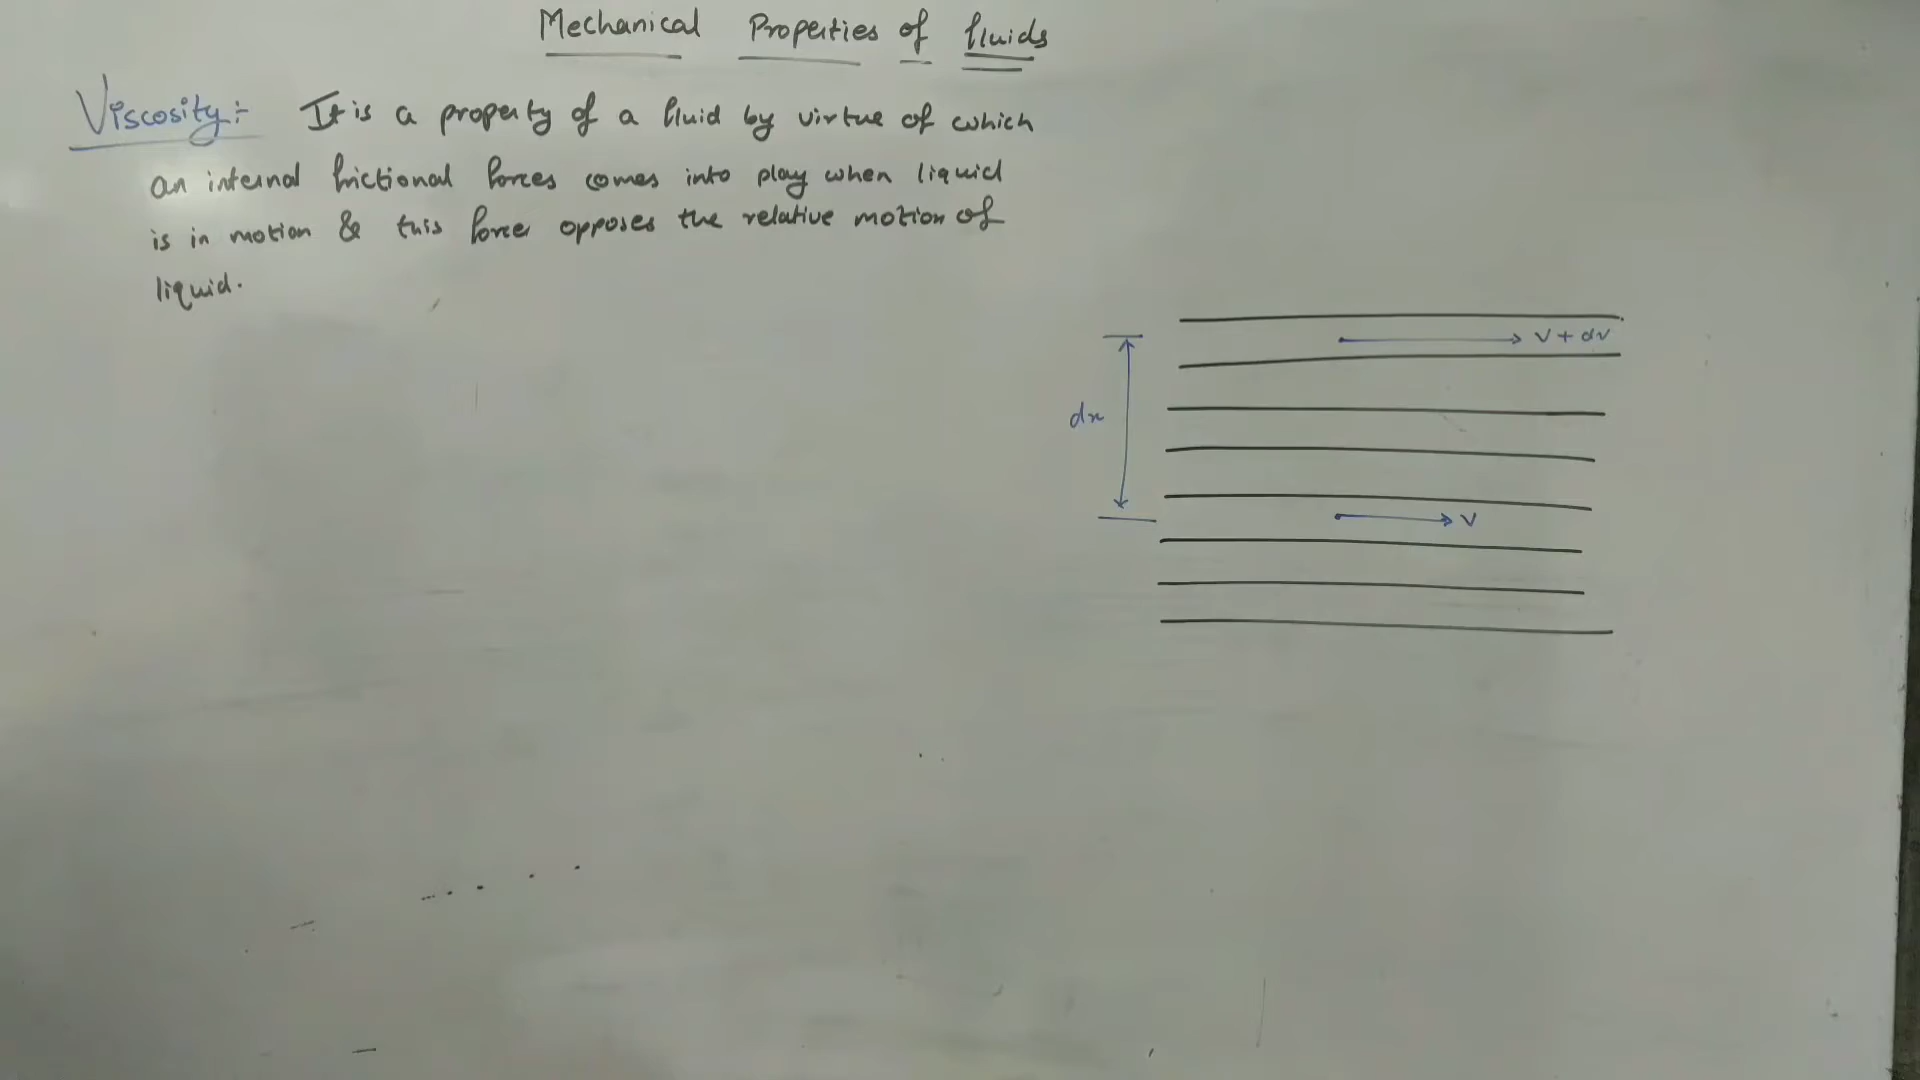 Mechanical Properties of fluids
Viscosity:- It is a property of a fluid by virtue of which
an internal frictional forces comes into play when liquid
is in motion & this force opposes the relative motion of
liquid.
V + dv
dx
V